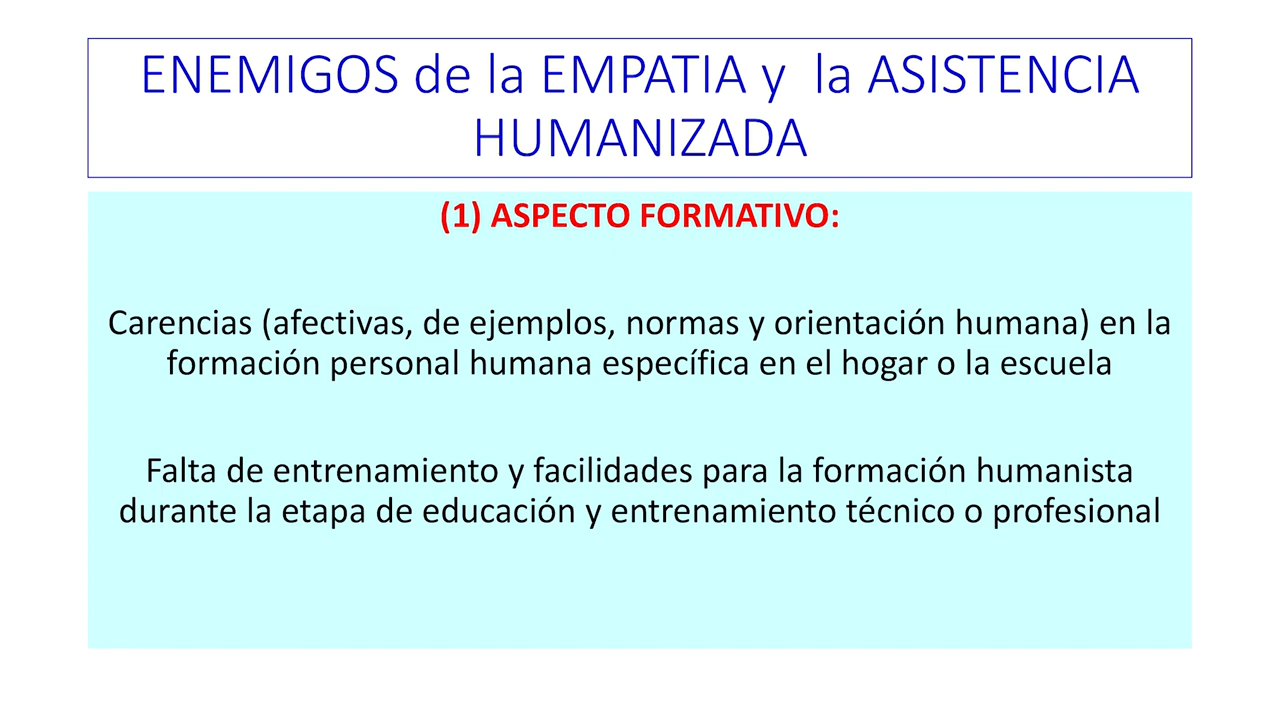 ENEMIGOS de la EMPATIA y  la ASISTENCIA
HUMANIZADA
(1) ASPECTO FORMATIVO:
Carencias (afectivas, de ejemplos, normas y orientación humana) en la
formación personal humana específica en el hogar o la escuela
Falta de entrenamiento y facilidades para la formación humanista
durante la etapa de educación y entrenamiento técnico o profesional